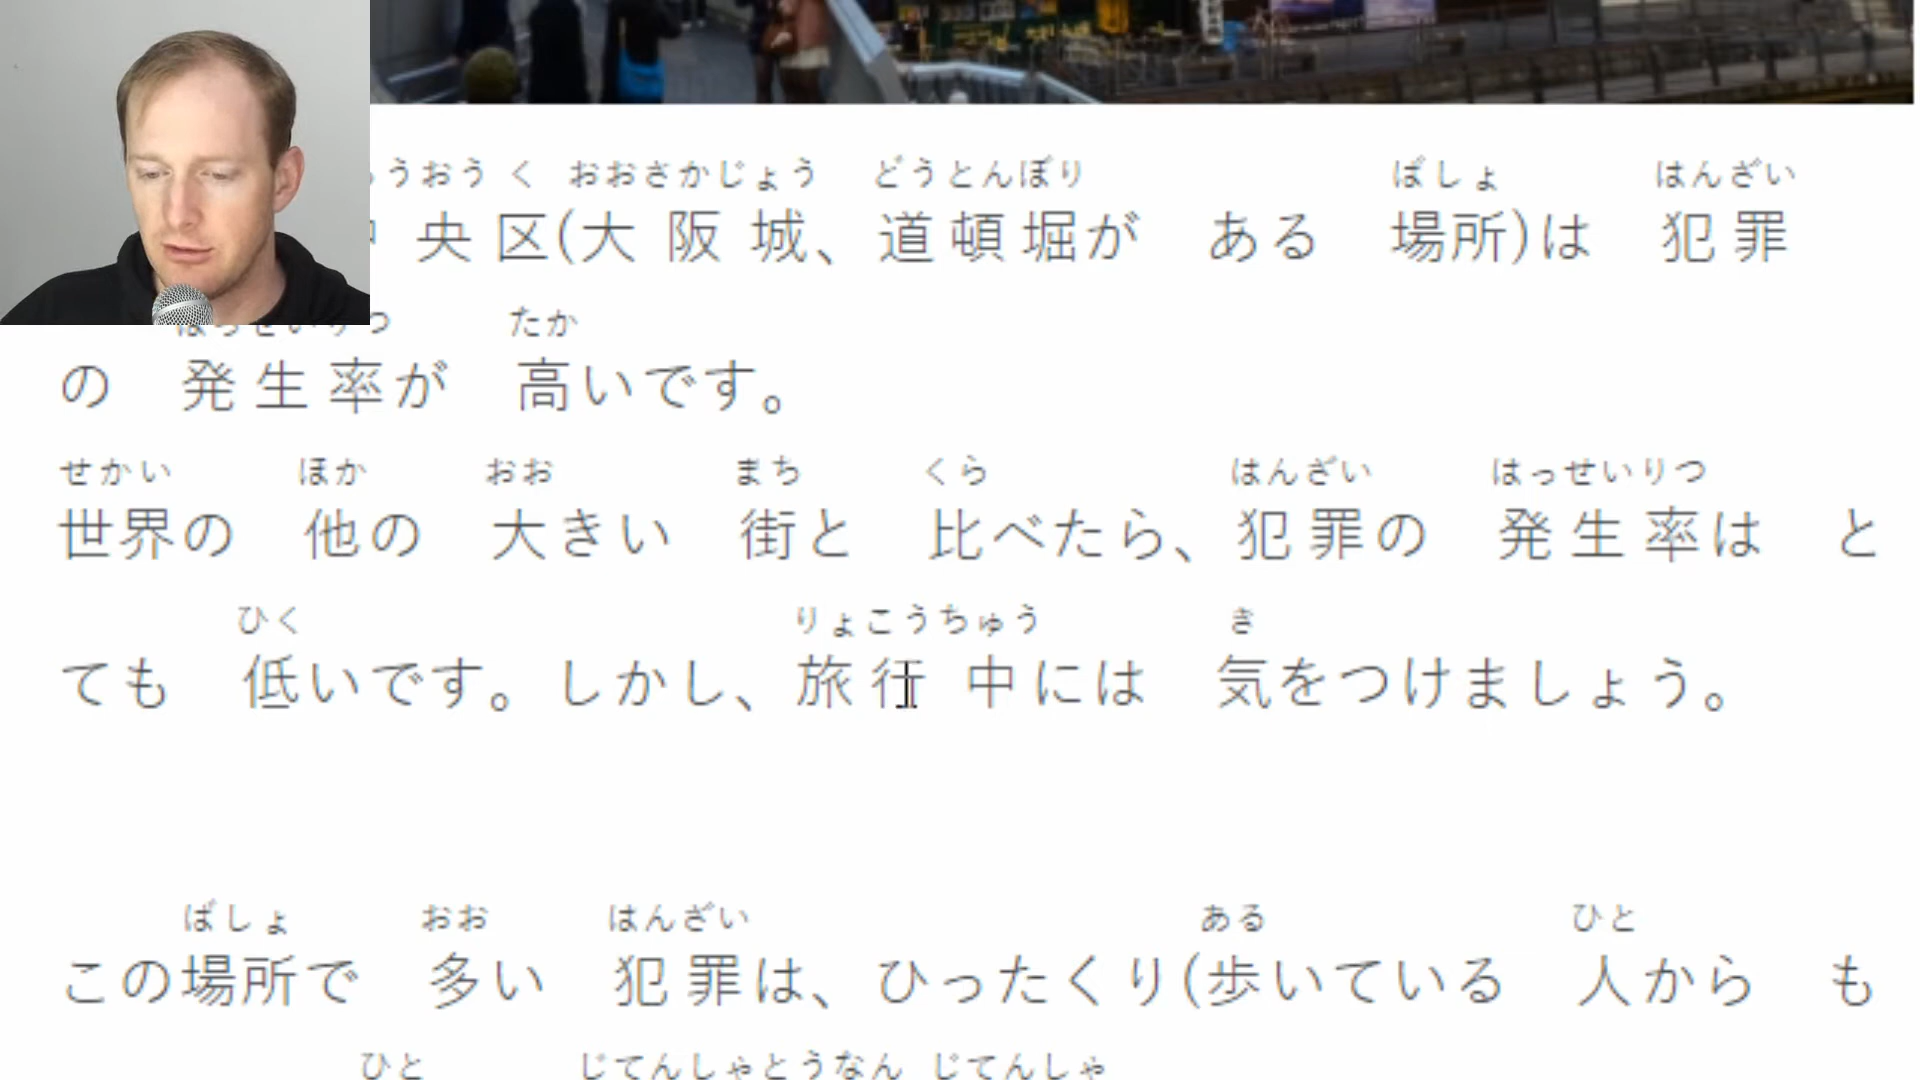 うおう く おおさかじょう どうとんぼり ばしょ はんざい
央区(大阪城、道頓堀が ある 場所)は 犯罪
たか
の 発生率が 高いです。
せかい ほか おお まち くら はんざい はっせいりつ
世界の 他の 大きい 街と 比べたら、犯罪の 発生率は と
ひく りょこうちゅう き
ても 低いです。しかし、旅行中には 気をつけましょう。
ばしょ おお はんざい ある ひと
この場所で 多い 犯罪は、ひったくり(歩いている 人から も
ひと じてんしゃとうなん じてんしゃ